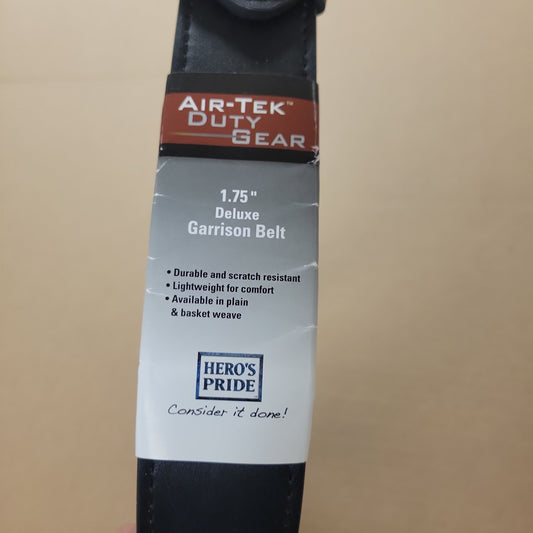 AIR-TEK™
DUTY
GEAR
1.75"
Deluxe
Garrison Belt
• Durable and scratch resistant
• Lightweight for comfort
• Available in plain
& basket weave
HERO'S
PRIDE
Consider it done!